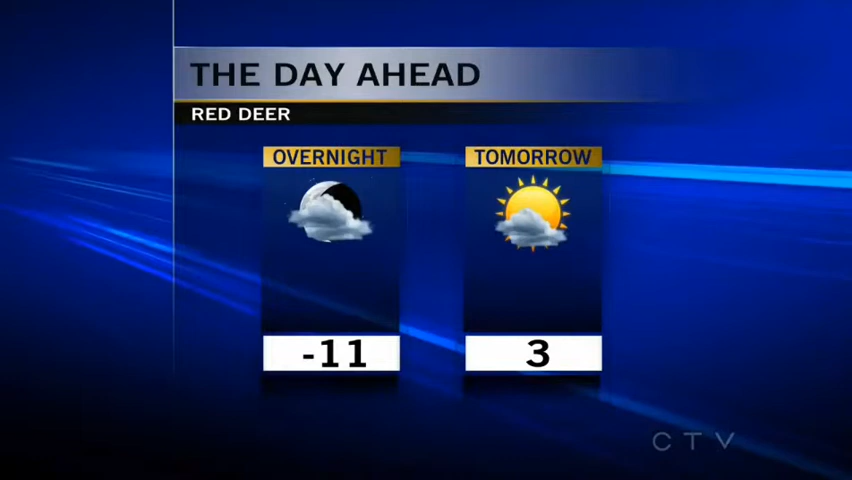 THE DAY AHEAD
RED DEER
OVERNIGHT
TOMORROW
-11
3
CTV